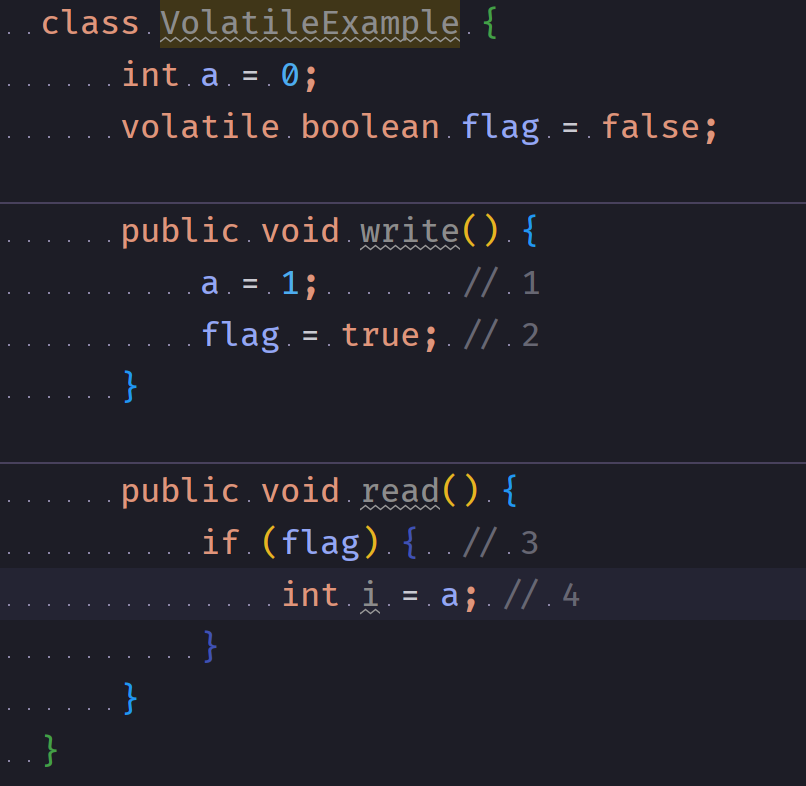 class VolatileExample {
int a = 0;
volatile boolean flag = false;
public void write() {
a = 1;      // 1
flag = true; // 2
}
public void read() {
if (flag) {  // 3
int i = a; // 4
}
}
}